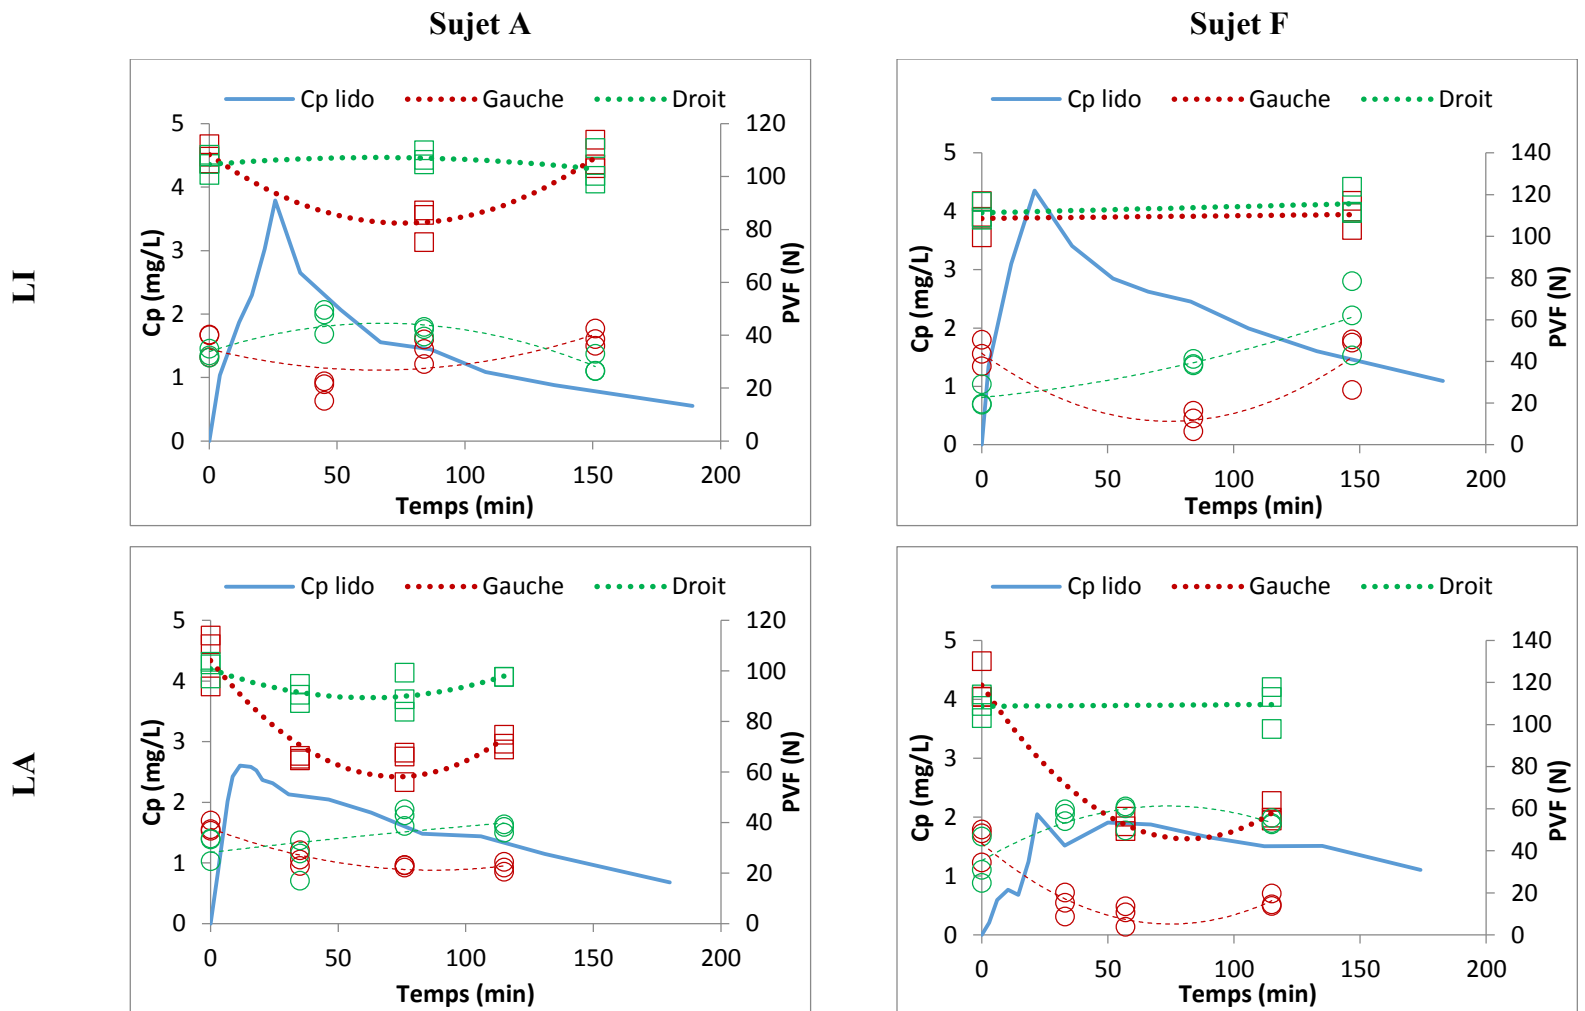 Sujet A
Sujet F
LI
Cp lido Gauche Droit
5
4
3
2
1
0
Cp (mg/L)
120
100
80
60
40
20
0
PVF (N)
0 50 100 150 200
Temps (min)
Cp lido Gauche Droit
5
4
3
2
1
0
Cp (mg/L)
140
120
100
80
60
40
20
0
PVF (N)
0 50 100 150 200
Temps (min)
LA
Cp lido Gauche Droit
5
4
3
2
1
0
Cp (mg/L)
120
100
80
60
40
20
0
PVF (N)
0 50 100 150 200
Temps (min)
Cp lido Gauche Droit
5
4
3
2
1
0
Cp (mg/L)
140
120
100
80
60
40
20
0
PVF (N)
0 50 100 150 200
Temps (min)